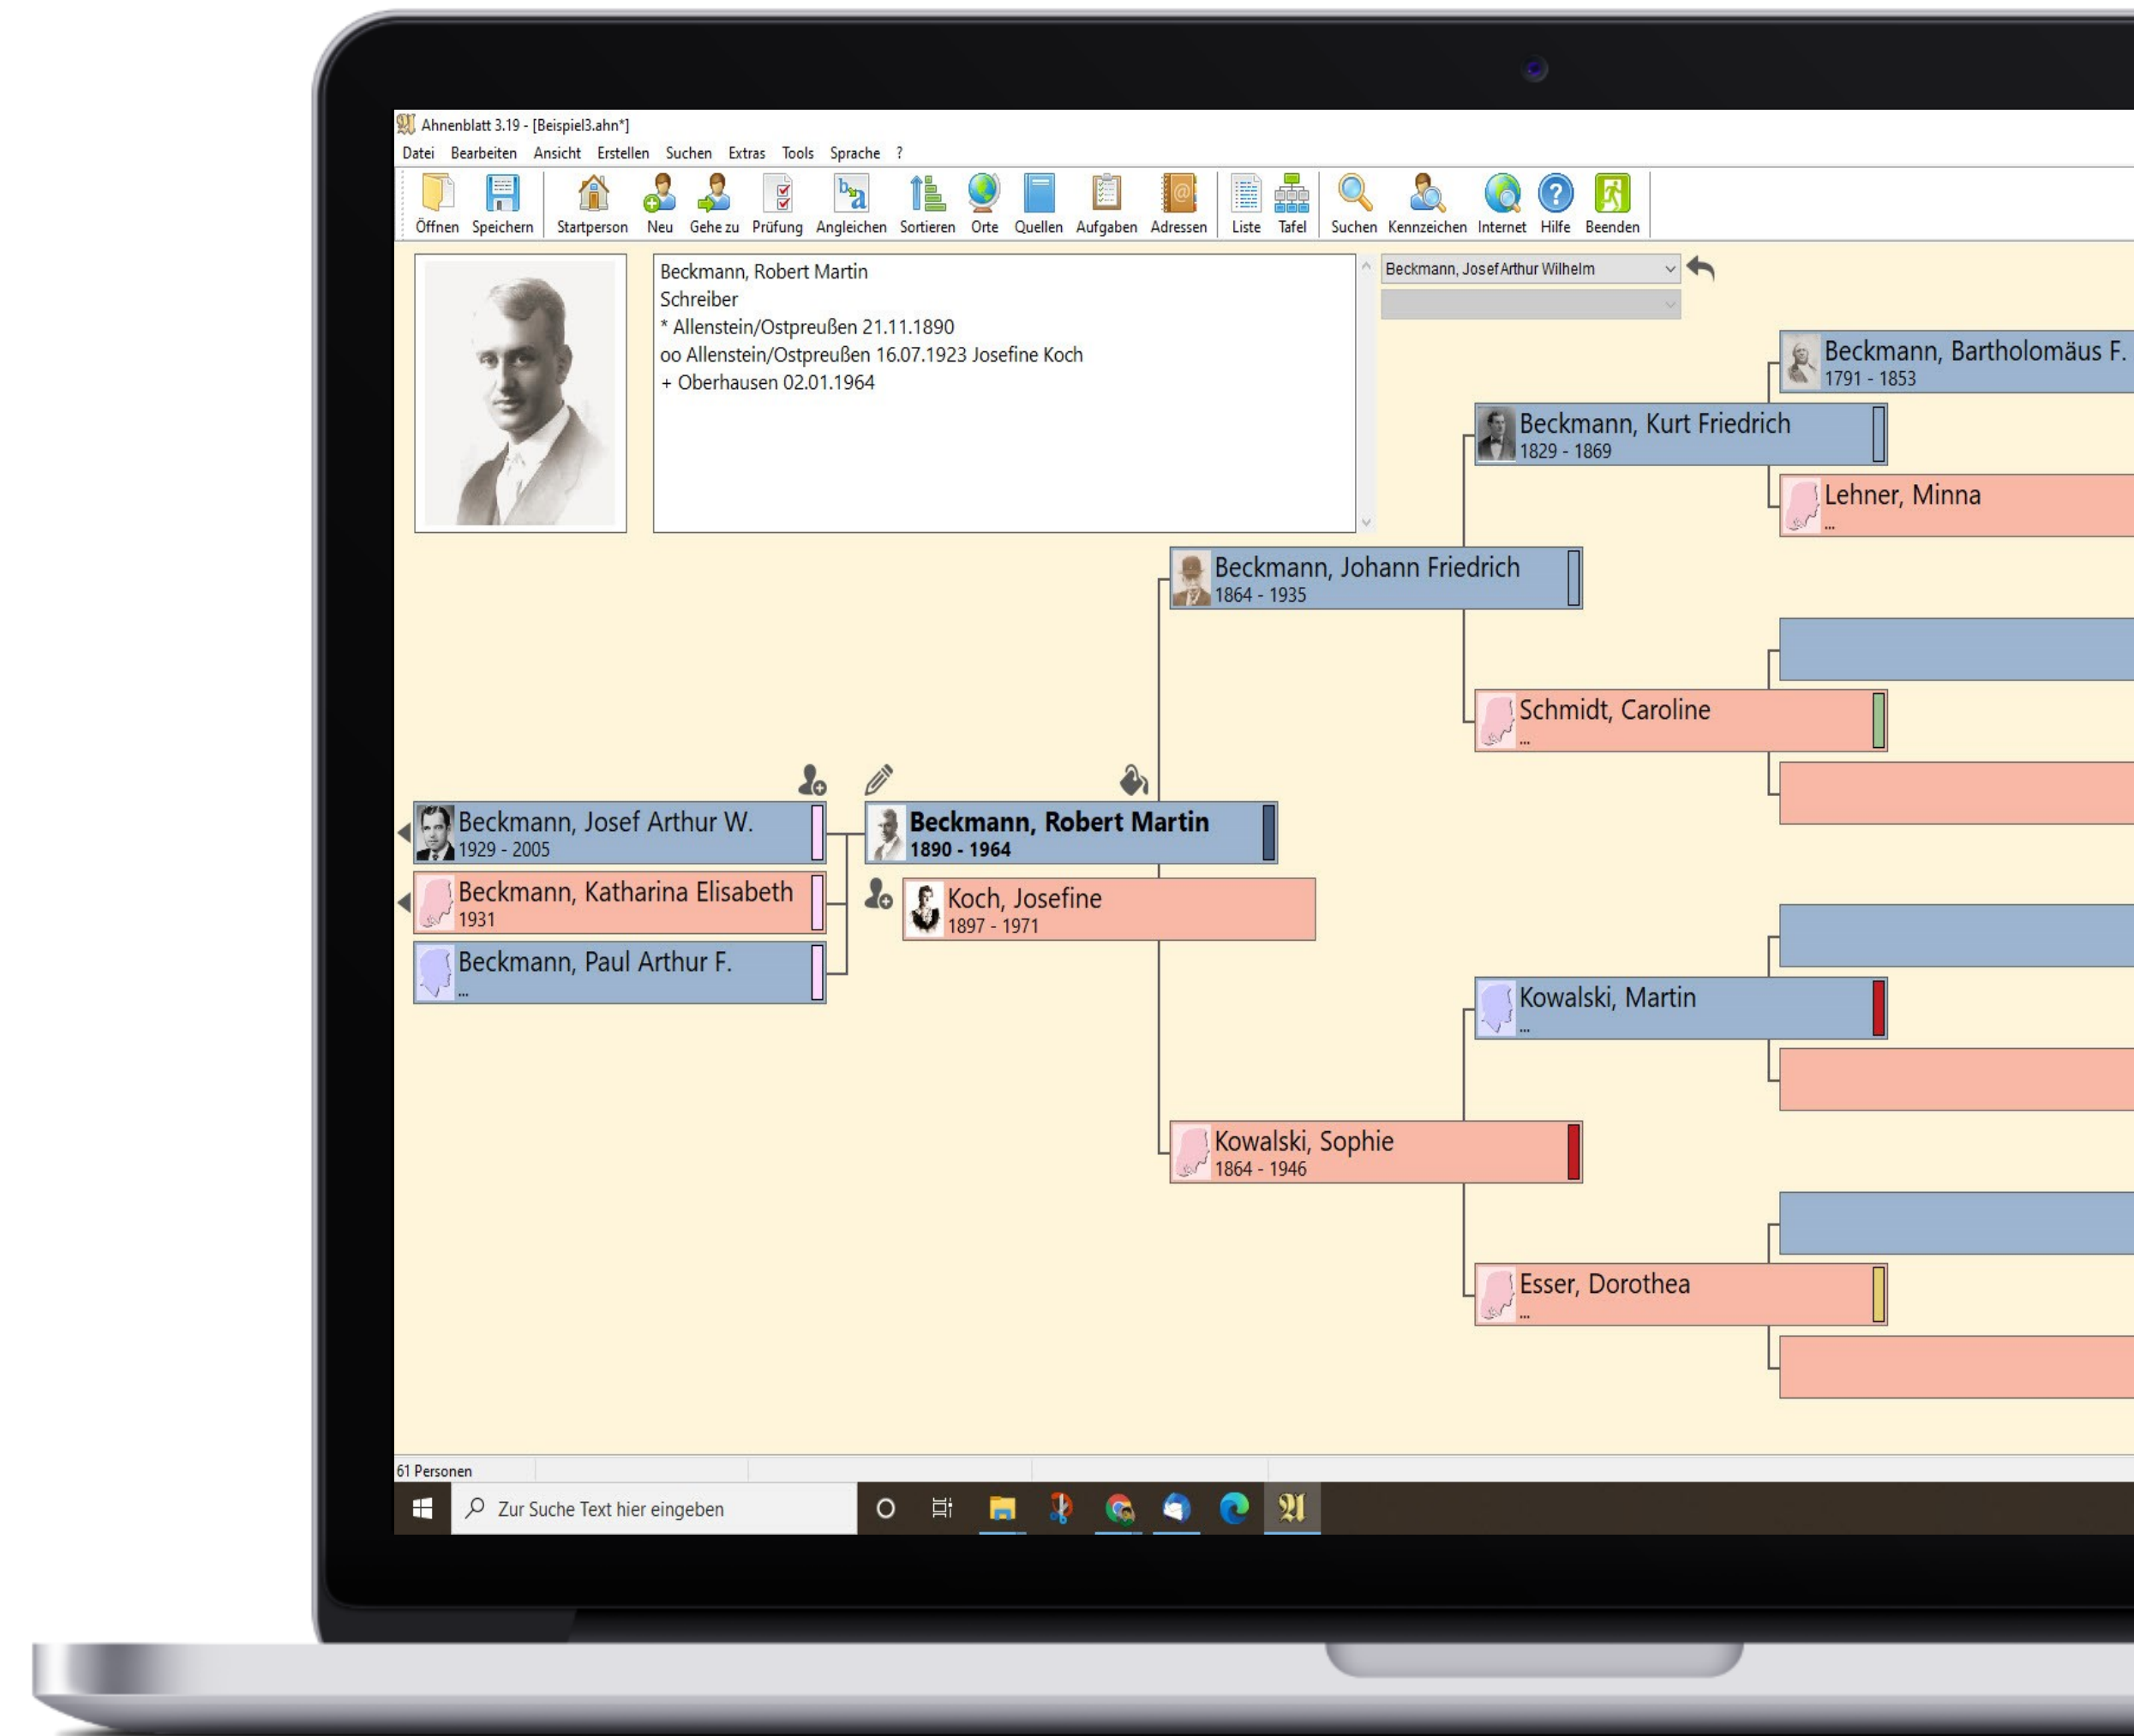 Ahnenblatt 3.19 - [Beispiel3.ahn*]
Datei Bearbeiten Ansicht Erstellen Suchen Extras Tools Sprache ?
Öffnen Speichern Startperson Neu Gehe zu Prüfung Angleichen Sortieren Orte Quellen Aufgaben Adressen Liste Tafel Suchen Kennzeichen Internet Hilfe Beenden
Beckmann, Robert Martin
Schreiber
* Allenstein/Ostpreußen 21.11.1890
oo Allenstein/Ostpreußen 16.07.1923 Josefine Koch
+ Oberhausen 02.01.1964
Beckmann, Josef Arthur Wilhelm
Beckmann, Bartholomäus F.
1791 - 1853
Beckmann, Kurt Friedrich
1829 - 1869
Lehner, Minna
...
Beckmann, Johann Friedrich
1864 - 1935
Schmidt, Caroline
...
Beckmann, Josef Arthur W.
1929 - 2005
Beckmann, Robert Martin
1890 - 1964
Beckmann, Katharina Elisabeth
1931
Koch, Josefine
1897 - 1971
Beckmann, Paul Arthur F.
...
Kowalski, Martin
...
Kowalski, Sophie
1864 - 1946
Esser, Dorothea
...
61 Personen
Zur Suche Text hier eingeben